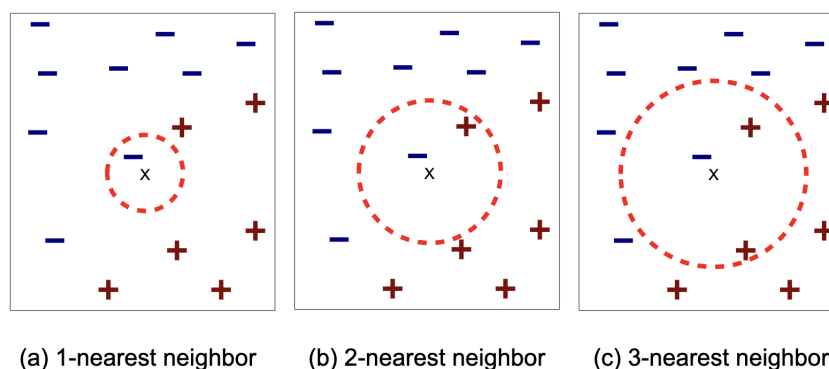 X
X
X
(a) 1-nearest neighbor
(b) 2-nearest neighbor
(c) 3-nearest neighbor